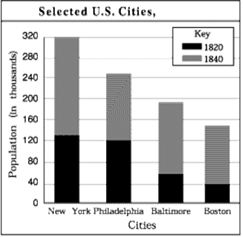 Selected U.S. Cities,
Key
1820
1840
Population (in thousands)
320
280
240
200
160
120
80
40
0
New York Philadelphia Baltimore Boston
Cities